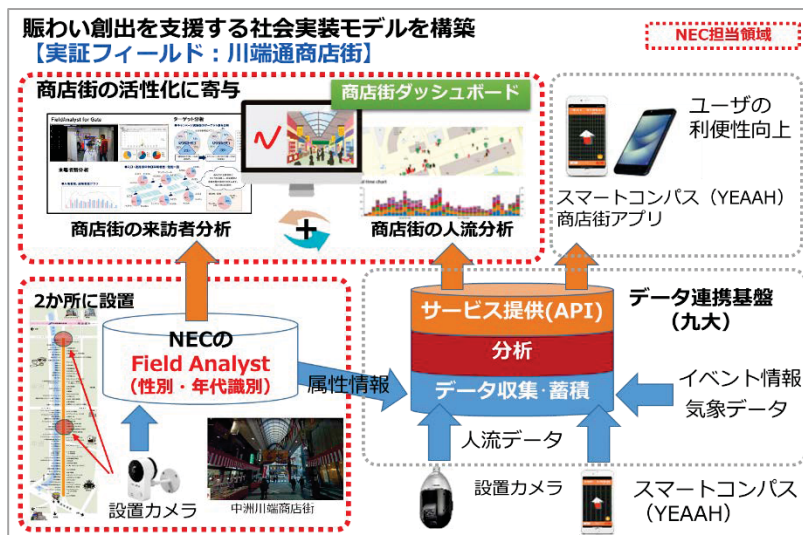 賑わい創出を支援する社会実装モデルを構築
【実証フィールド：川端通商店街】
NEC担当領域
商店街の活性化に寄与
商店街ダッシュボード
FieldAnalyst for Gate
ターゲット分析
商店街の来訪者分析
商店街の人流分析
ユーザの
利便性向上
スマートコンパス（YEAAH）
商店街アプリ
2か所に設置
NECの
Field Analyst
（性別・年代識別）
属性情報
サービス提供(API)
分析
データ収集・蓄積
データ連携基盤
（九大）
イベント情報
気象データ
人流データ
設置カメラ
中洲川端商店街
設置カメラ
スマートコンパス
（YEAAH）